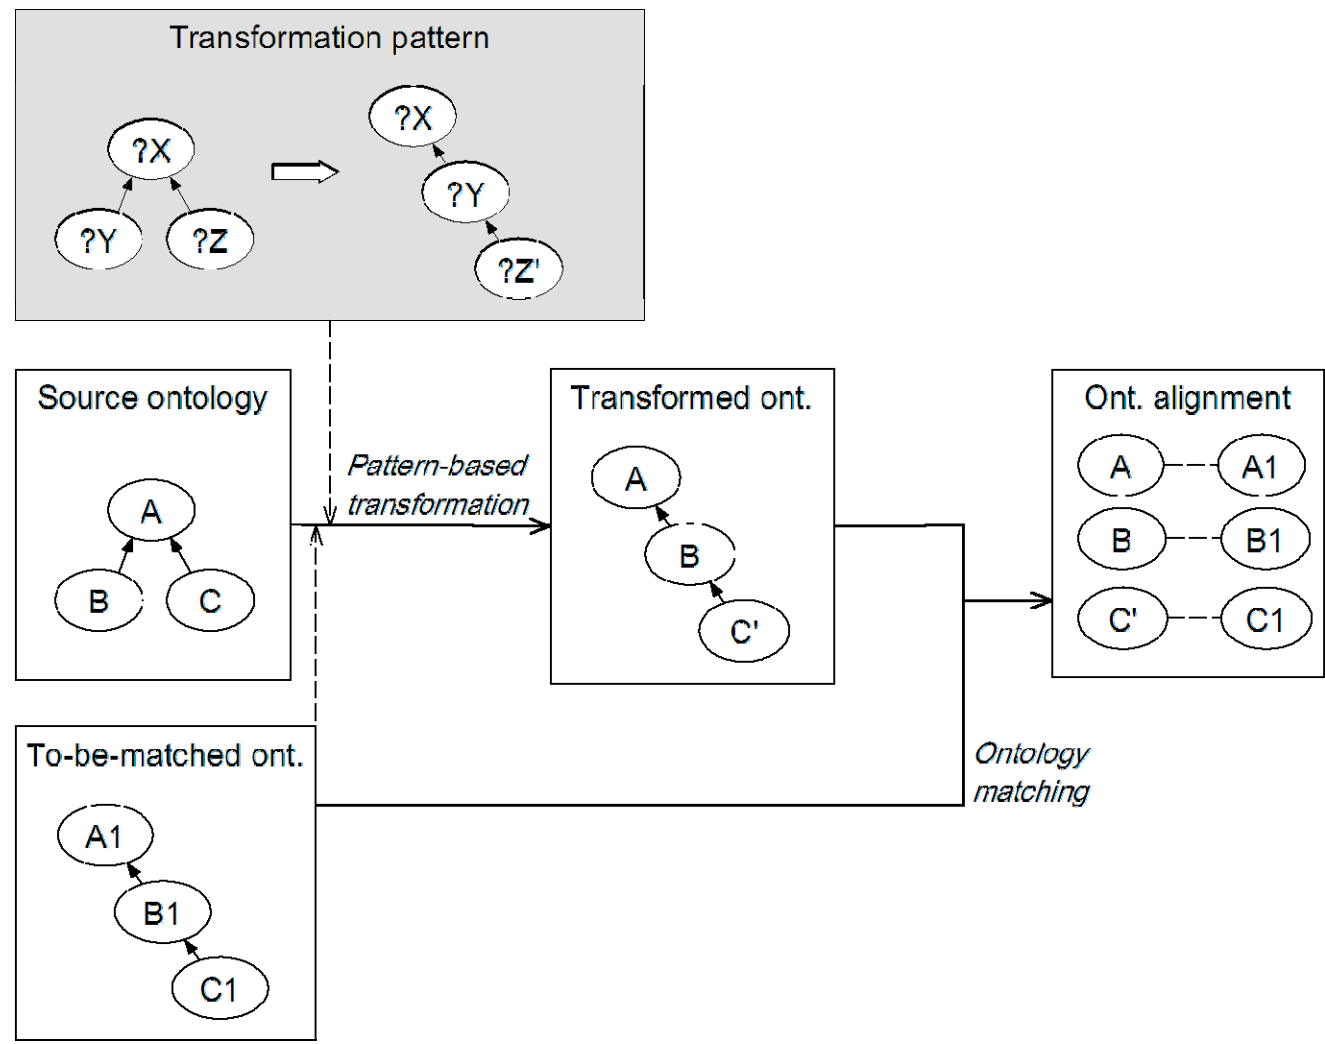 Transformation pattern
?X
?Y
?Z
?X
?Y
?Z'
Source ontology
A
B
C
Pattern-based
transformation
Transformed ont.
A
B
C'
Ont. alignment
A A1
B B1
C' C1
To-be-matched ont.
A1
B1
C1
Ontology
matching